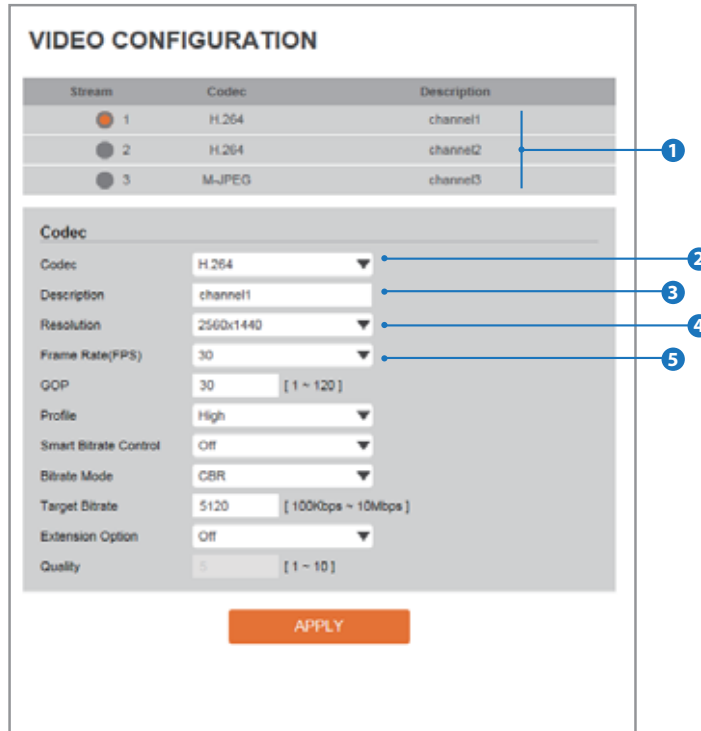 VIDEO CONFIGURATION
Stream Codec Description
1 H.264 channel1
2 H.264 channel2
3 M-JPEG channel3
1
Codec
Codec H.264
2
Description channel1
3
Resolution 2560x1440
4
Frame Rate(FPS) 30
5
GOP 30 [ 1 ~ 120 ]
Profile High
Smart Bitrate Control Off
Bitrate Mode CBR
Target Bitrate 5120 [ 100Kbps ~ 10Mbps ]
Extension Option Off
Quality 5 [ 1 ~ 10 ]
APPLY